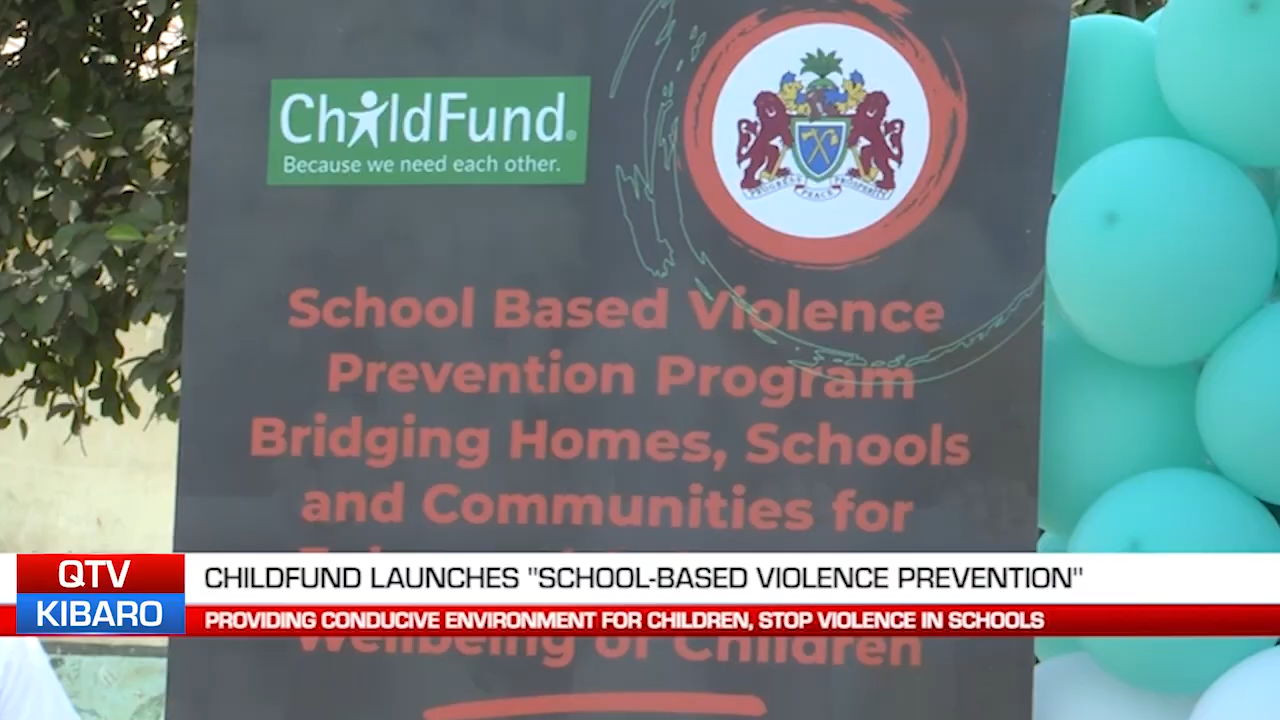 ChildFund®
Because we need each other.
PROGRESS PEACE PROSPERITY
School Based Violence
Prevention Program
Bridging Homes, Schools
and Communities for
Wellbeing of Children
QTV
KIBARO
CHILDFUND LAUNCHES "SCHOOL-BASED VIOLENCE PREVENTION"
PROVIDING CONDUCIVE ENVIRONMENT FOR CHILDREN, STOP VIOLENCE IN SCHOOLS